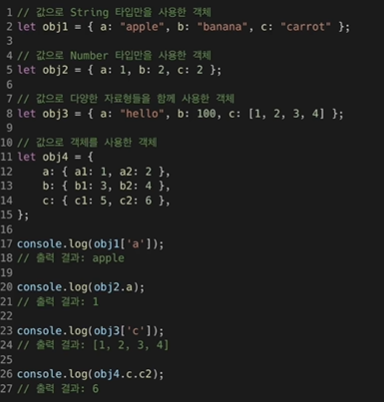 1 // 값으로 String 타입만을 사용한 객체
2 let obj1 = { a: "apple", b: "banana", c: "carrot" };
3
4 // 값으로 Number 타입만을 사용한 객체
5 let obj2 = { a: 1, b: 2, c: 2 };
6
7 // 값으로 다양한 자료형들을 함께 사용한 객체
8 let obj3 = { a: "hello", b: 100, c: [1, 2, 3, 4] };
9
10 // 값으로 객체를 사용한 객체
11 let obj4 = {
12     a: { a1: 1, a2: 2 },
13     b: { b1: 3, b2: 4 },
14     c: { c1: 5, c2: 6 },
15 };
16
17 console.log(obj1['a']);
18 // 출력 결과: apple
19
20 console.log(obj2.a);
21 // 출력 결과: 1
22
23 console.log(obj3['c']);
24 // 출력 결과: [1, 2, 3, 4]
25
26 console.log(obj4.c.c2);
27 // 출력 결과: 6